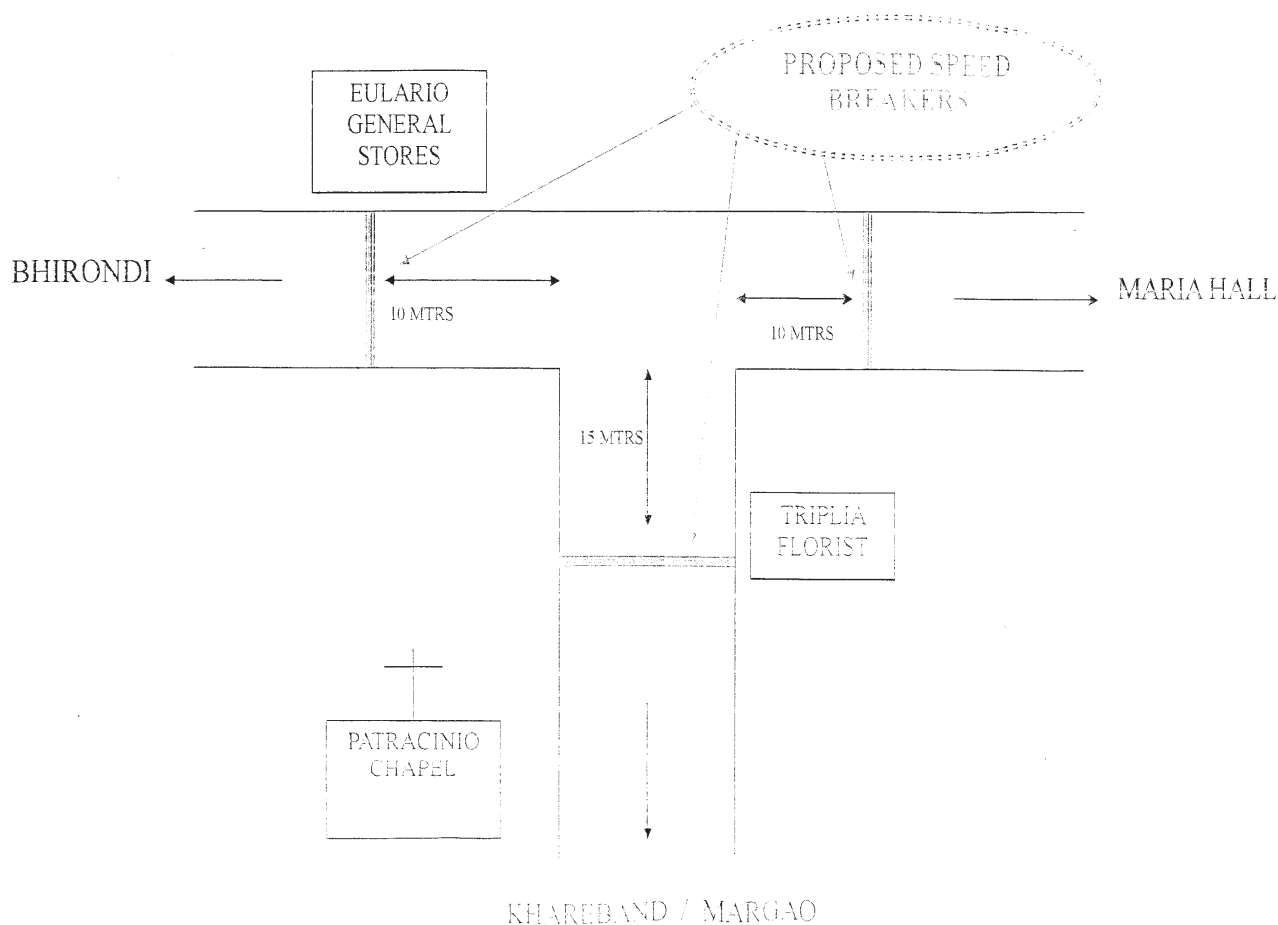 PROPOSED SPEED
BREAKERS
EULARIO
GENERAL
STORES
BHIRONDI
MARIA HALL
10 MTRS
10 MTRS
15 MTRS
TRIPLIA
FLORIST
PATRACINIO
CHAPEL
KHAREBAND / MARGAO